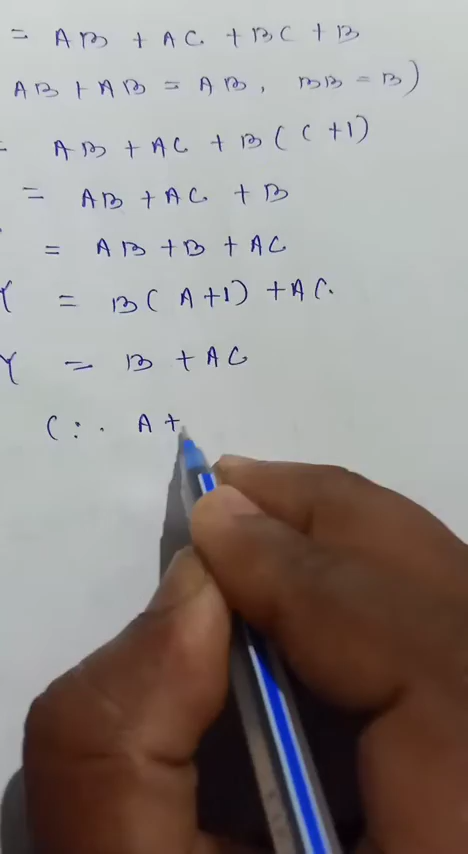 = AB + AC + BC + B
AB + AB = AB, BB = B)
= AB + AC + B(C+1)
= AB + AC + B
= AB + B + AC
Y = B(A+1) + AC.
Y = B + AC
(∵ A +